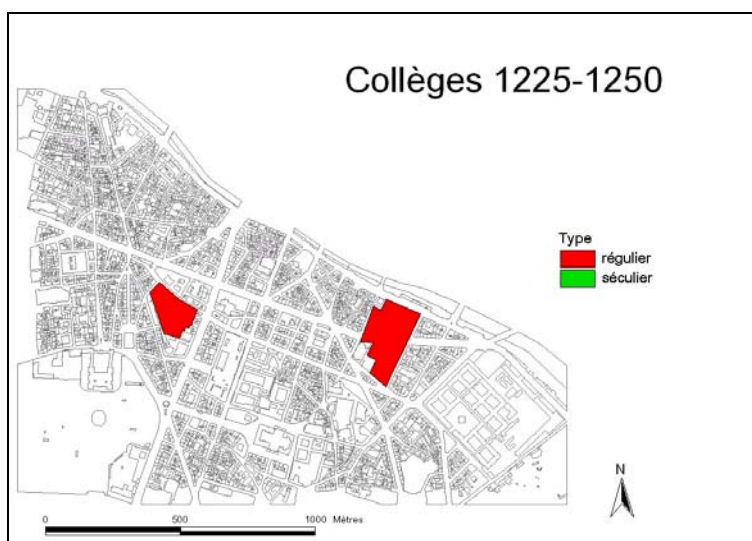 Collèges 1225-1250
Type
régulier
séculier
N
0 500 1000 Mètres